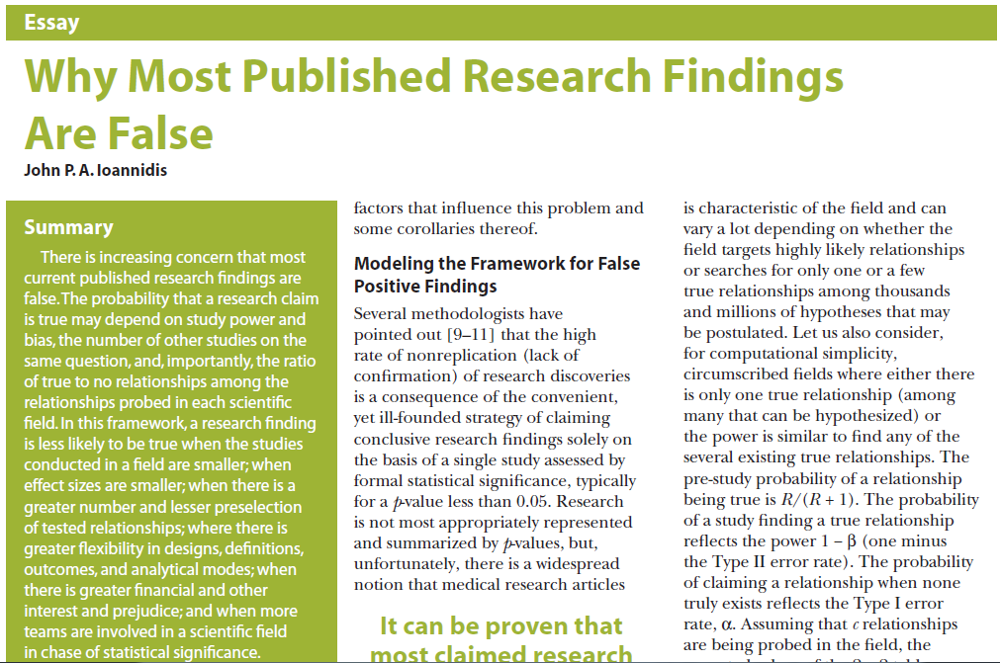 Essay
Why Most Published Research Findings
Are False
John P. A. Ioannidis
Summary
There is increasing concern that most
current published research findings are
false. The probability that a research claim
is true may depend on study power and
bias, the number of other studies on the
same question, and, importantly, the ratio
of true to no relationships among the
relationships probed in each scientific
field. In this framework, a research finding
is less likely to be true when the studies
conducted in a field are smaller; when
effect sizes are smaller; when there is a
greater number and lesser preselection
of tested relationships; where there is
greater flexibility in designs, definitions,
outcomes, and analytical modes; when
there is greater financial and other
interest and prejudice; and when more
teams are involved in a scientific field
in chase of statistical significance.
factors that influence this problem and
some corollaries thereof.
Modeling the Framework for False
Positive Findings
Several methodologists have
pointed out [9–11] that the high
rate of nonreplication (lack of
confirmation) of research discoveries
is a consequence of the convenient,
yet ill-founded strategy of claiming
conclusive research findings solely on
the basis of a single study assessed by
formal statistical significance, typically
for a p-value less than 0.05. Research
is not most appropriately represented
and summarized by p-values, but,
unfortunately, there is a widespread
notion that medical research articles
It can be proven that
most claimed research
is characteristic of the field and can
vary a lot depending on whether the
field targets highly likely relationships
or searches for only one or a few
true relationships among thousands
and millions of hypotheses that may
be postulated. Let us also consider,
for computational simplicity,
circumscribed fields where either there
is only one true relationship (among
many that can be hypothesized) or
the power is similar to find any of the
several existing true relationships. The
pre-study probability of a relationship
being true is R/(R + 1). The probability
of a study finding a true relationship
reflects the power 1 – β (one minus
the Type II error rate). The probability
of claiming a relationship when none
truly exists reflects the Type I error
rate, α. Assuming that c relationships
are being probed in the field, the